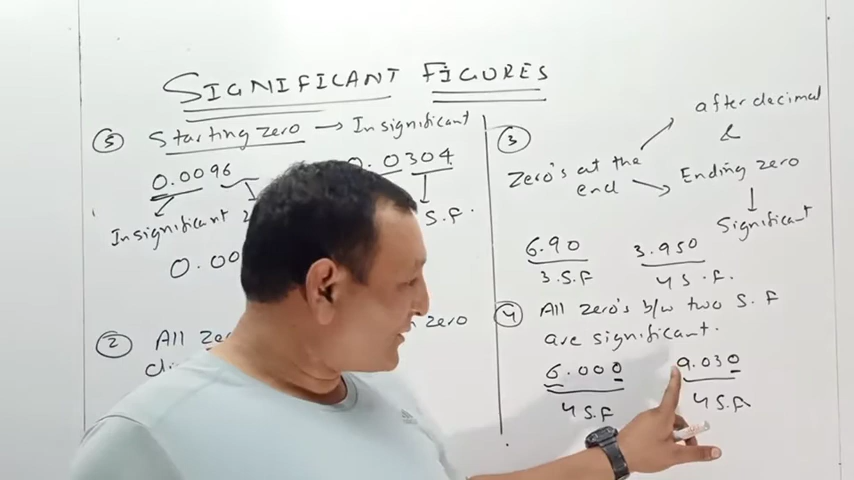 SIGNIFICANT FIGURES
5 Starting zero → Insignificant
0.0096
0.0304
Insignificant
S.F.
0.00
2 All
zero
3 Zero's at the
end
after decimal
&
Ending zero
Significant
6.90
3.S.F
3.950
4 S.F.
4 All zero's b/w two S.F
are significant.
6.000
4 S.F
9.030
4 S.F